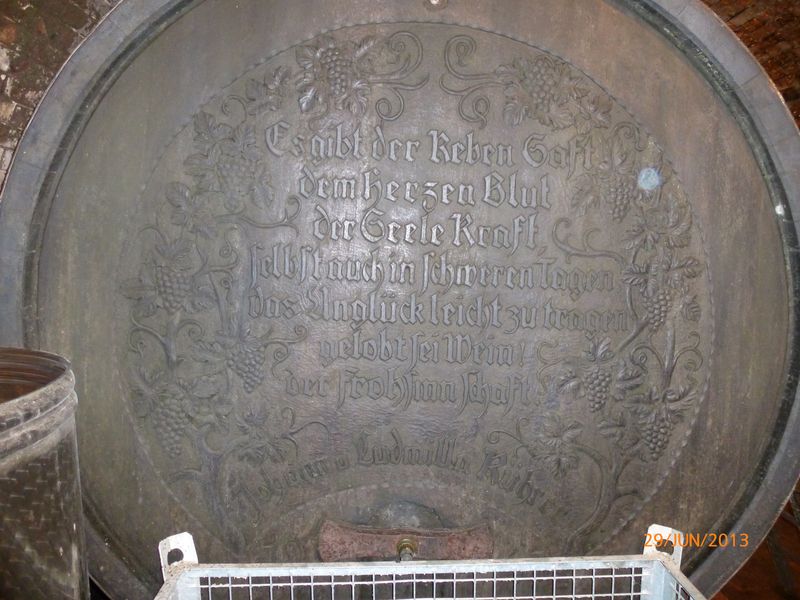 Es gibt der Reben Saft
dem Herzen Blut
der Seele Kraft
selbst auch in schweren Tagen
das Unglück leicht zu tragen
gelobt sei Wein!
der Frohsinn schaft.
Johann u. Ludmilla
29/JUN/2013